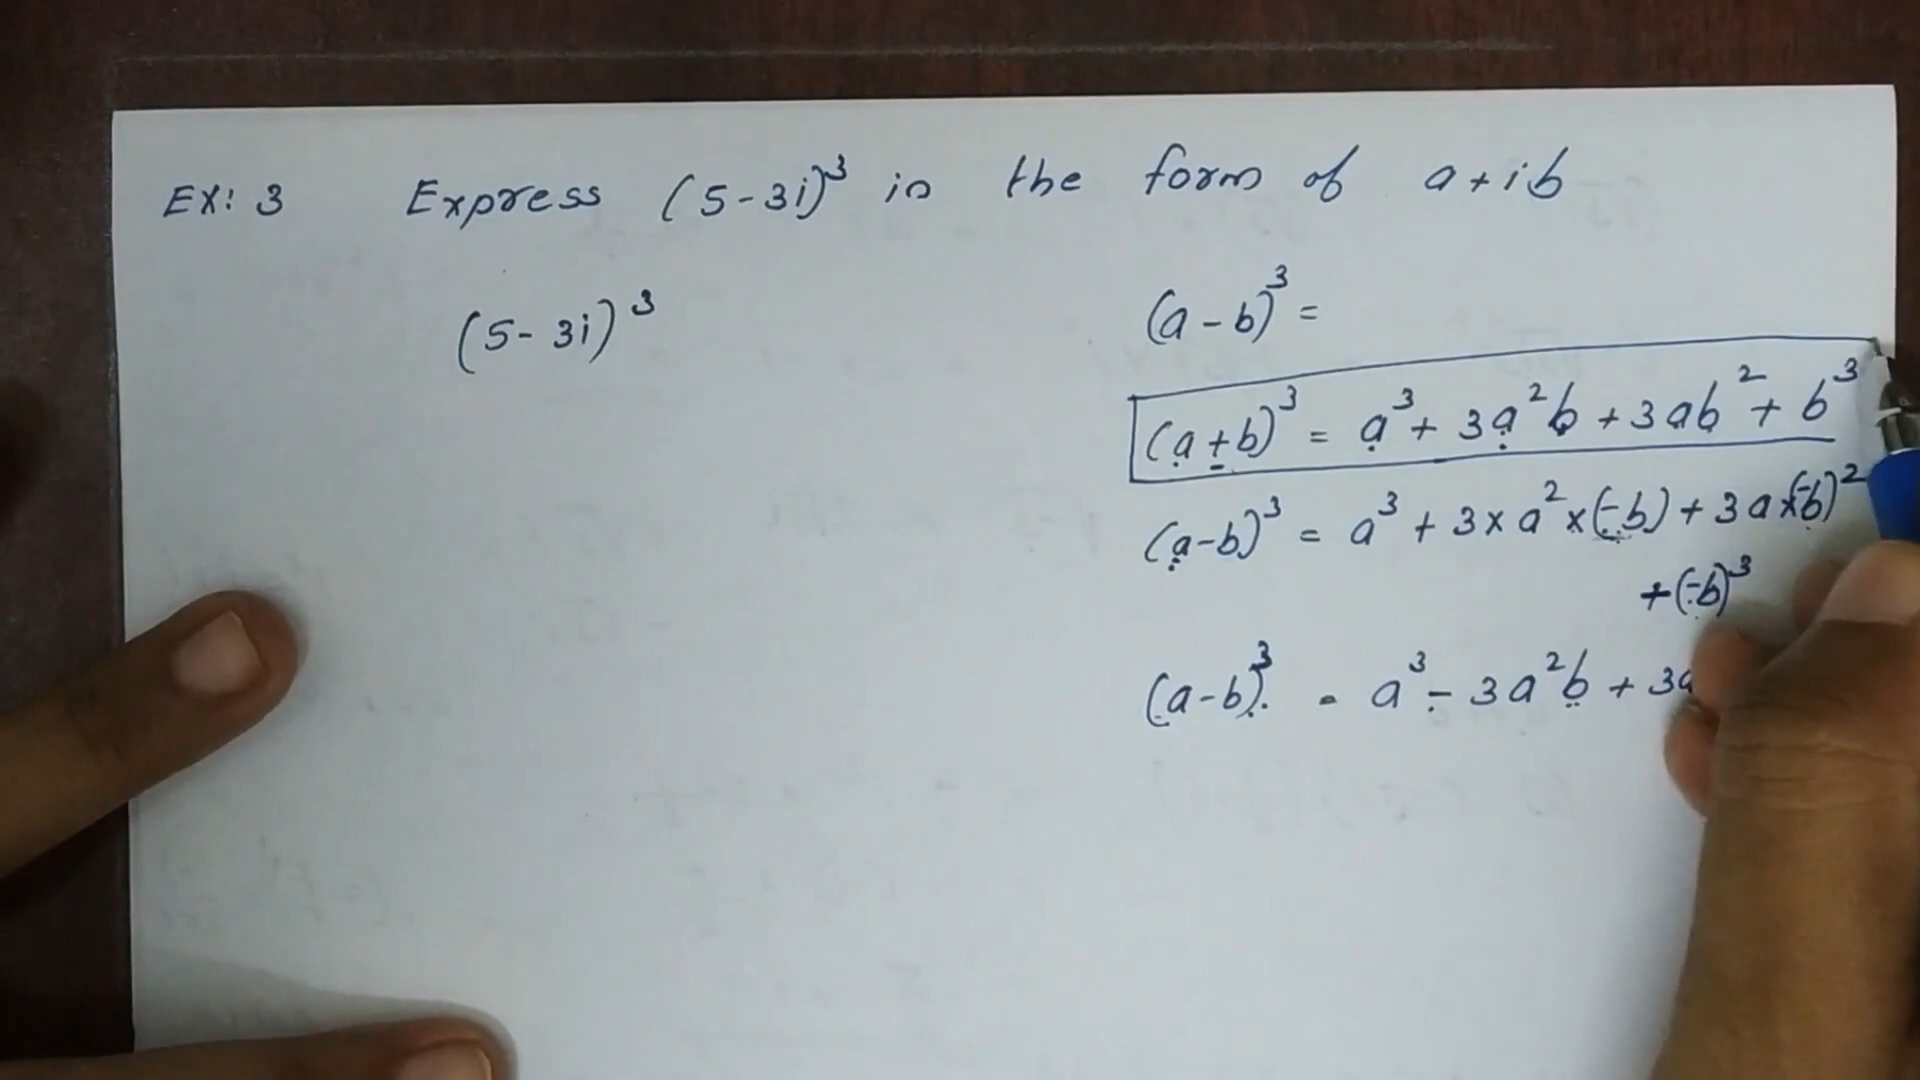 EX: 3 Express (5-3i)³ in the form of a+ib
(5-3i)³
(a-b)³ =
(a+b)³ = a³ + 3a²b + 3ab² + b³
(a-b)³ = a³ + 3×a²×(-b) + 3a×(-b)²
+(-b)³
(a-b)³ = a³ - 3a²b + 3a